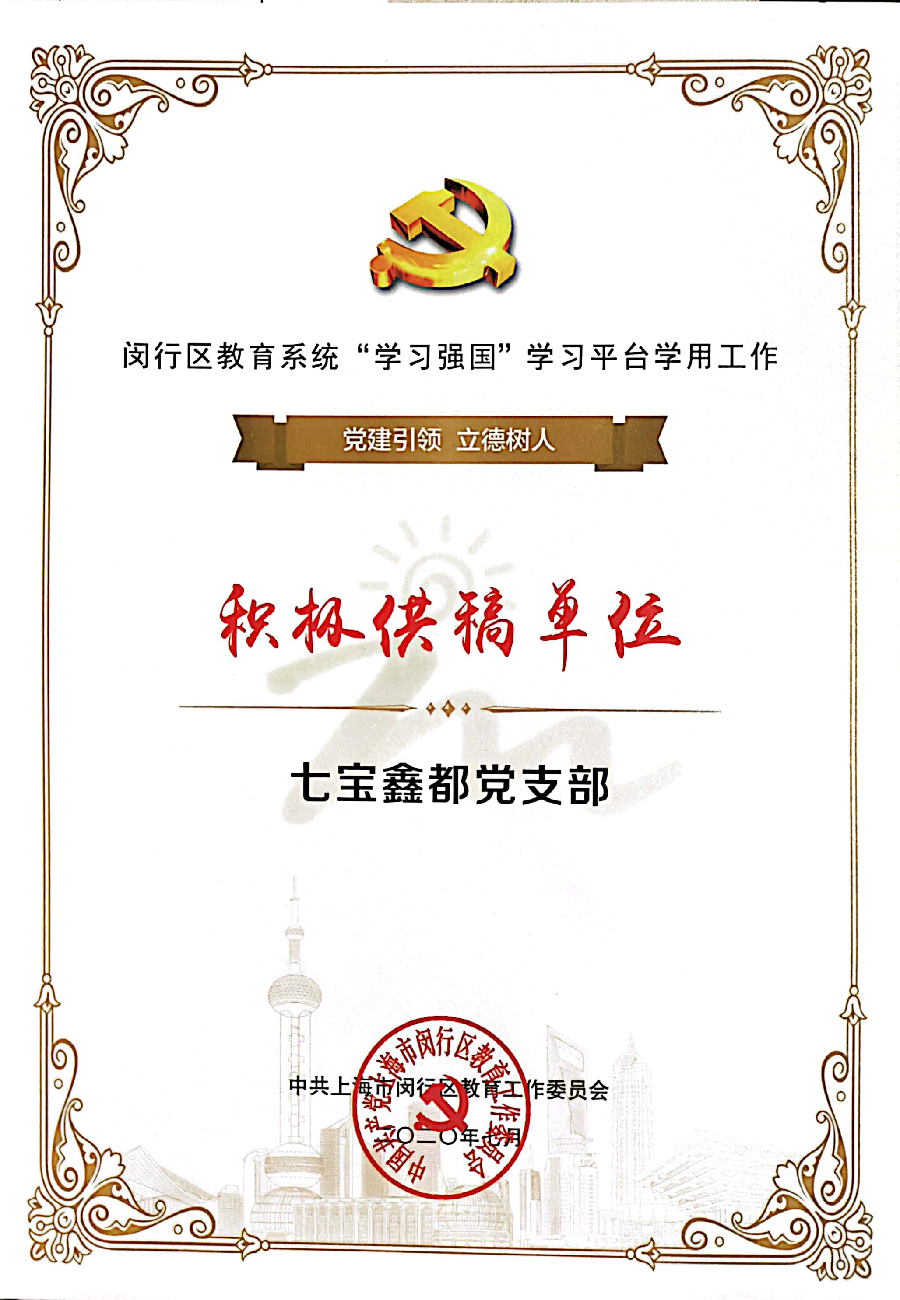 闵行区教育系统“学习强国”学习平台学用工作
党建引领 立德树人
积极供稿单位
七宝鑫都党支部
中共上海市闵行区教育工作委员会
二〇二〇年七月
中国共产党上海市闵行区教育工作委员会